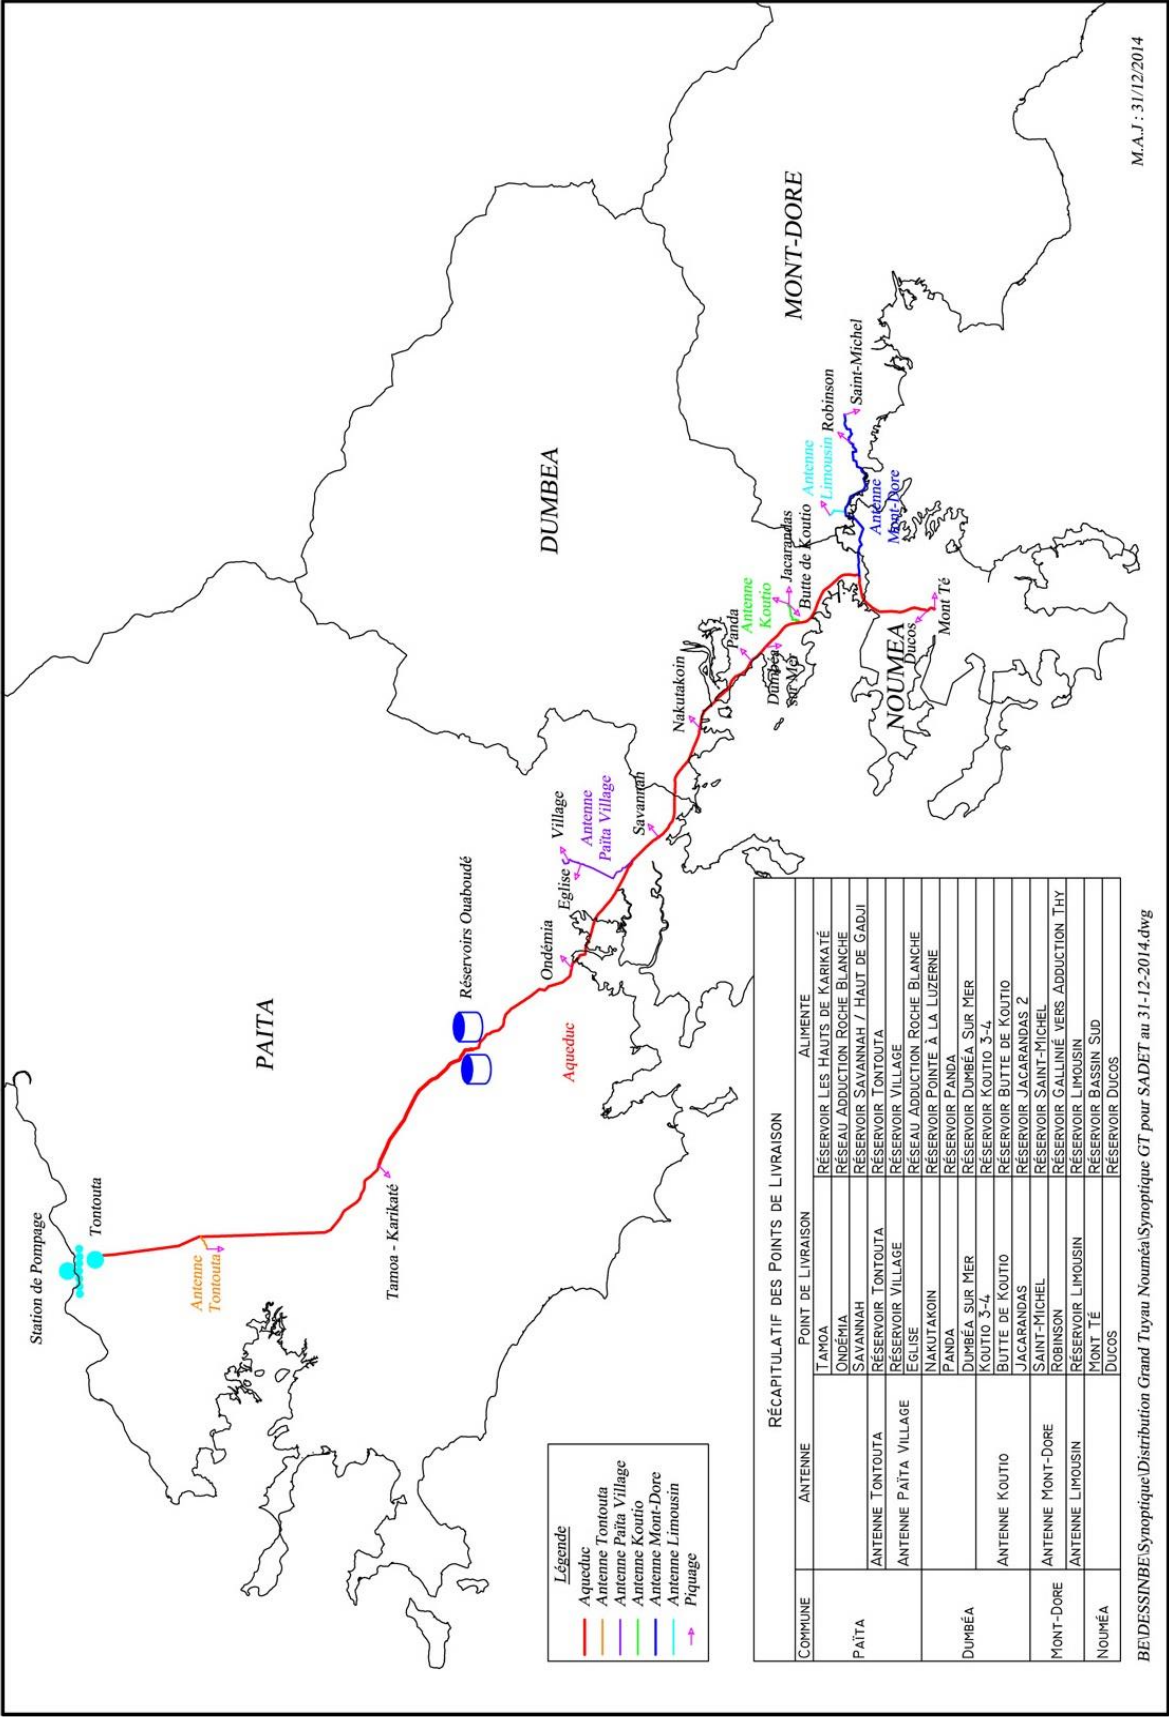 Station de Pompage
Tontouta
Antenne
Tontouta
PAITA
Tamoa - Karikaté
Réservoirs Ouaboudé
Aqueduc
Ondémia
Eglise
Village
Antenne
Païta Village
Savannah
DUMBEA
Nakutakoin
Panda
Dumbéa
sur Mer
Antenne
Koutio
Jacarandas
Butte de Koutio
Antenne
Limousin
Robinson
Saint-Michel
MONT-DORE
Antenne
Mont-Dore
NOUMEA
Ducos
Mont Té
Légende
Aqueduc
Antenne Tontouta
Antenne Païta Village
Antenne Koutio
Antenne Mont-Dore
Antenne Limousin
Piquage
RÉCAPITULATIF DES POINTS DE LIVRAISON
COMMUNE ANTENNE POINT DE LIVRAISON ALIMENTE
PAÏTA TAMOA RÉSERVOIR LES HAUTS DE KARIKATÉ
ONDÉMIA RÉSEAU ADDUCTION ROCHE BLANCHE
SAVANNAH RÉSERVOIR SAVANNAH / HAUT DE GADJI
ANTENNE TONTOUTA RÉSERVOIR TONTOUTA RÉSERVOIR TONTOUTA
ANTENNE PAÏTA VILLAGE RÉSERVOIR VILLAGE RÉSERVOIR VILLAGE
EGLISE RÉSEAU ADDUCTION ROCHE BLANCHE
DUMBÉA NAKUTAKOIN RÉSERVOIR POINTE À LA LUZERNE
PANDA RÉSERVOIR PANDA
DUMBÉA SUR MER RÉSERVOIR DUMBÉA SUR MER
ANTENNE KOUTIO KOUTIO 3-4 RÉSERVOIR KOUTIO 3-4
BUTTE DE KOUTIO RÉSERVOIR BUTTE DE KOUTIO
JACARANDAS RÉSERVOIR JACARANDAS 2
MONT-DORE ANTENNE MONT-DORE SAINT-MICHEL RÉSERVOIR SAINT-MICHEL
ROBINSON RÉSERVOIR GALLINIÉ VERS ADDUCTION THY
ANTENNE LIMOUSIN RÉSERVOIR LIMOUSIN RÉSERVOIR LIMOUSIN
NOUMÉA MONT TÉ RÉSERVOIR BASSIN SUD
DUCOS RÉSERVOIR DUCOS
BE\DESSINBE\Synoptique\Distribution Grand Tuyau Nouméa\Synoptique GT pour SADET au 31-12-2014.dwg
M.A.J : 31/12/2014